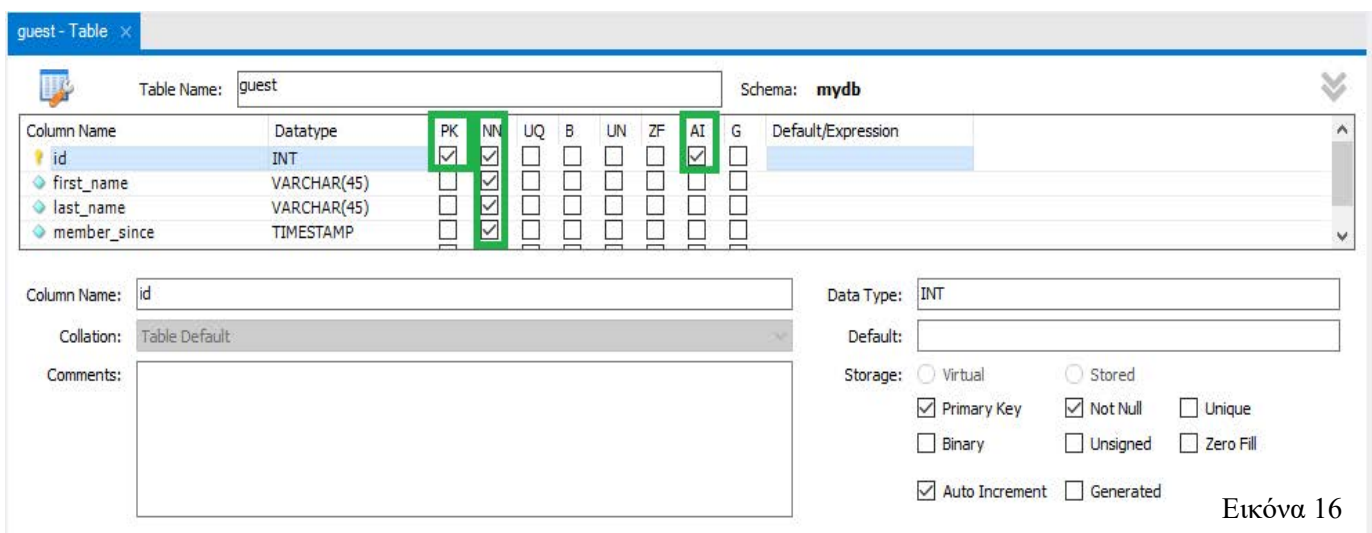 guest - Table ×
Table Name: guest Schema: mydb
Column Name Datatype PK NN UQ B UN ZF AI G Default/Expression
id INT
first_name VARCHAR(45)
last_name VARCHAR(45)
member_since TIMESTAMP
Column Name: id Data Type: INT
Collation: Table Default Default:
Comments: Storage: Virtual Stored
Primary Key Not Null Unique
Binary Unsigned Zero Fill
Auto Increment Generated
Εικόνα 16